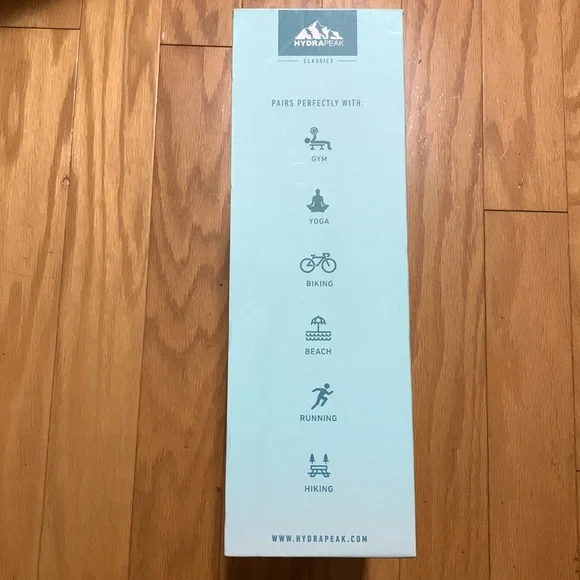 HYDRAPEAK
CLASSICS
PAIRS PERFECTLY WITH:
GYM
YOGA
BIKING
BEACH
RUNNING
HIKING
WWW.HYDRAPEAK.COM